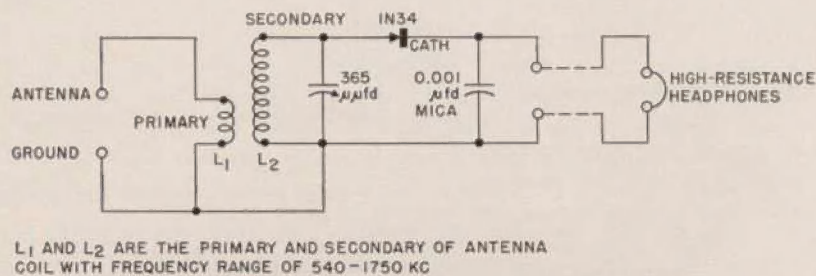 SECONDARY
IN34
CATH
ANTENNA
PRIMARY
365
μμfd
0.001
μfd
MICA
HIGH-RESISTANCE
HEADPHONES
GROUND
L1
L2
L1 AND L2 ARE THE PRIMARY AND SECONDARY OF ANTENNA
COIL WITH FREQUENCY RANGE OF 540-1750 KC